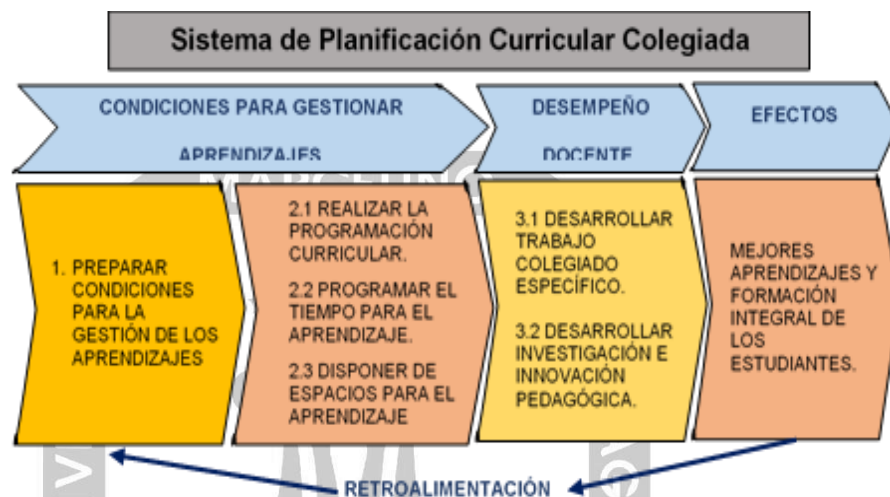 Sistema de Planificación Curricular Colegiada
CONDICIONES PARA GESTIONAR
APRENDIZAJES
DESEMPEÑO
DOCENTE
EFECTOS
1. PREPARAR
CONDICIONES
PARA LA
GESTIÓN DE LOS
APRENDIZAJES
2.1 REALIZAR LA
PROGRAMACIÓN
CURRICULAR.
2.2 PROGRAMAR EL
TIEMPO PARA EL
APRENDIZAJE.
2.3 DISPONER DE
ESPACIOS PARA EL
APRENDIZAJE
3.1 DESARROLLAR
TRABAJO
COLEGIADO
ESPECÍFICO.
3.2 DESARROLLAR
INVESTIGACIÓN E
INNOVACIÓN
PEDAGÓGICA.
MEJORES
APRENDIZAJES Y
FORMACIÓN
INTEGRAL DE
LOS
ESTUDIANTES.
RETROALIMENTACIÓN